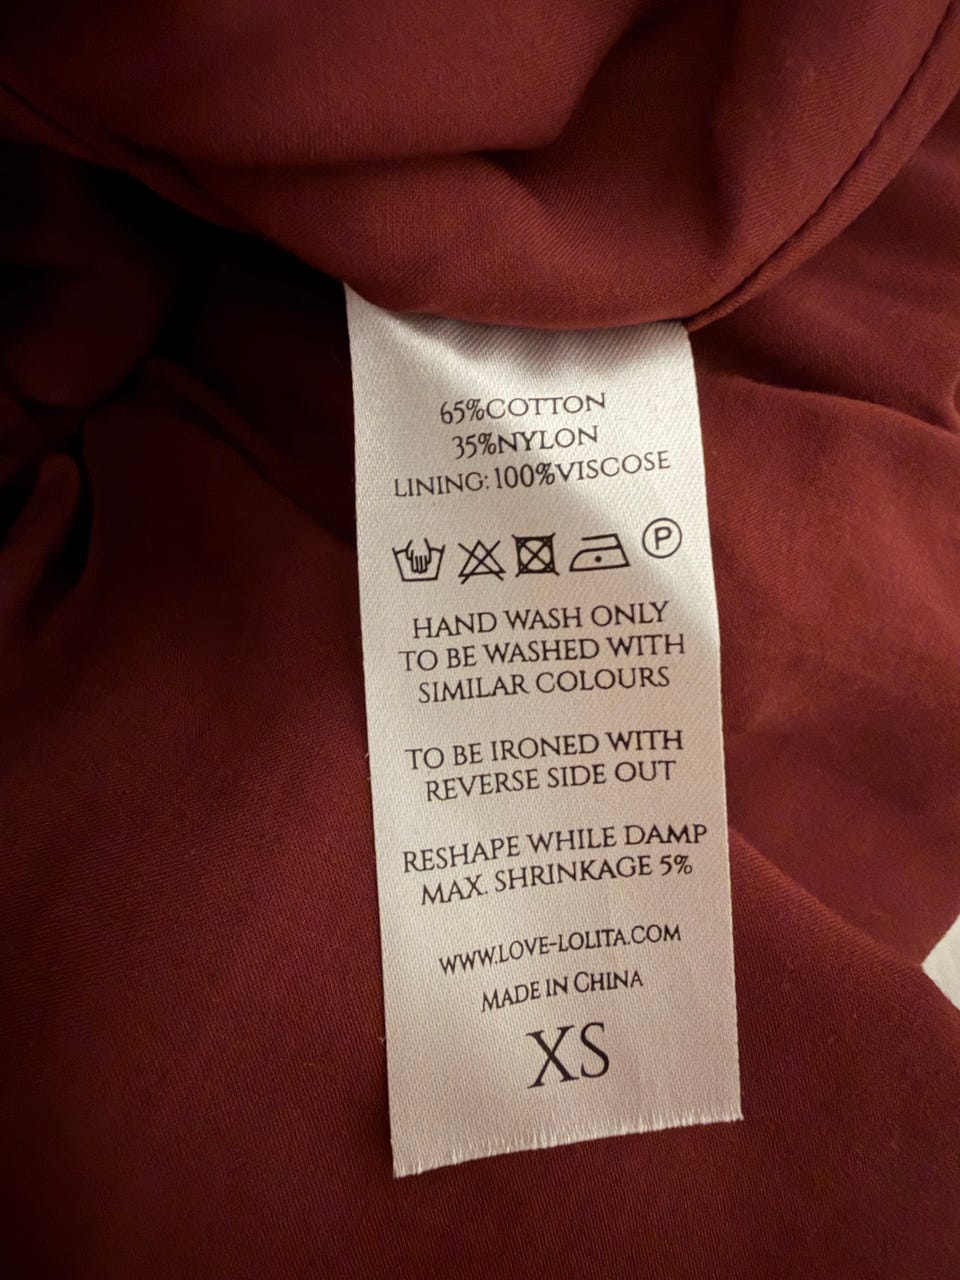 65%COTTON
35%NYLON
LINING: 100%VISCOSE
P
HAND WASH ONLY
TO BE WASHED WITH
SIMILAR COLOURS
TO BE IRONED WITH
REVERSE SIDE OUT
RESHAPE WHILE DAMP
MAX. SHRINKAGE 5%
WWW.LOVE-LOLITA.COM
MADE IN CHINA
XS